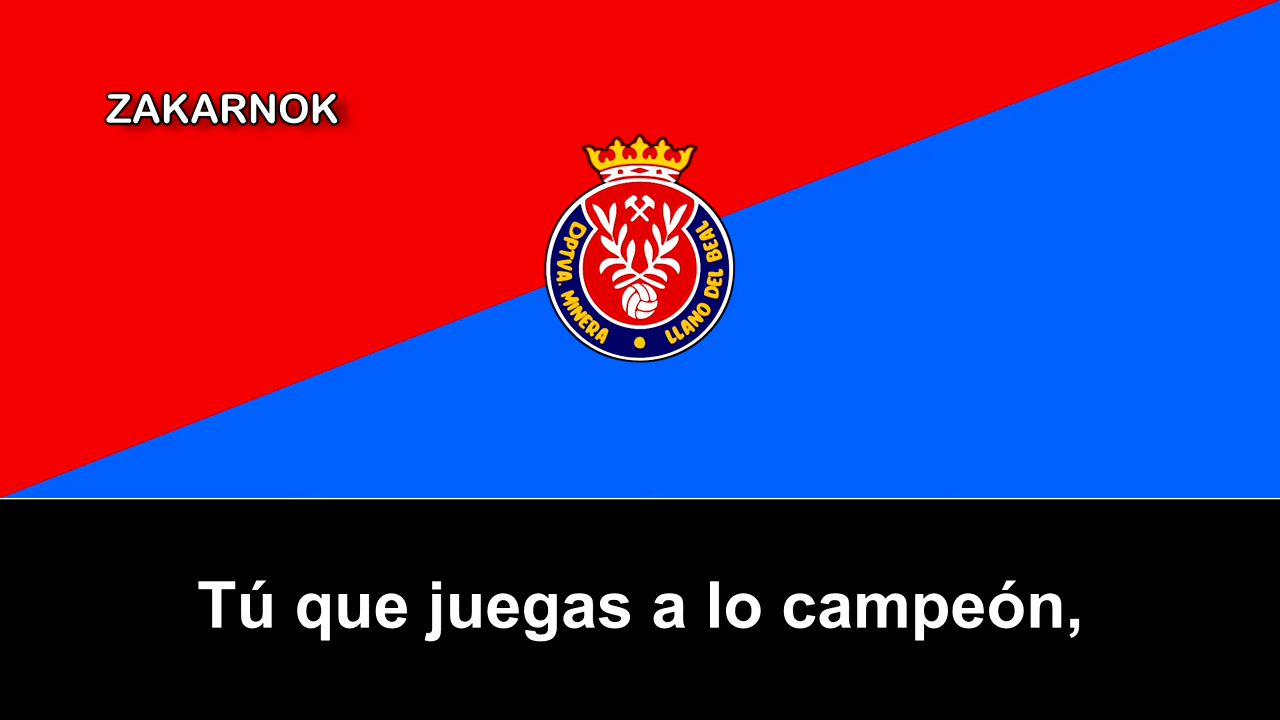 ZAKARNOK
DPTVA. MINERA
LLANO DEL BEAL
Tú que juegas a lo campeón,